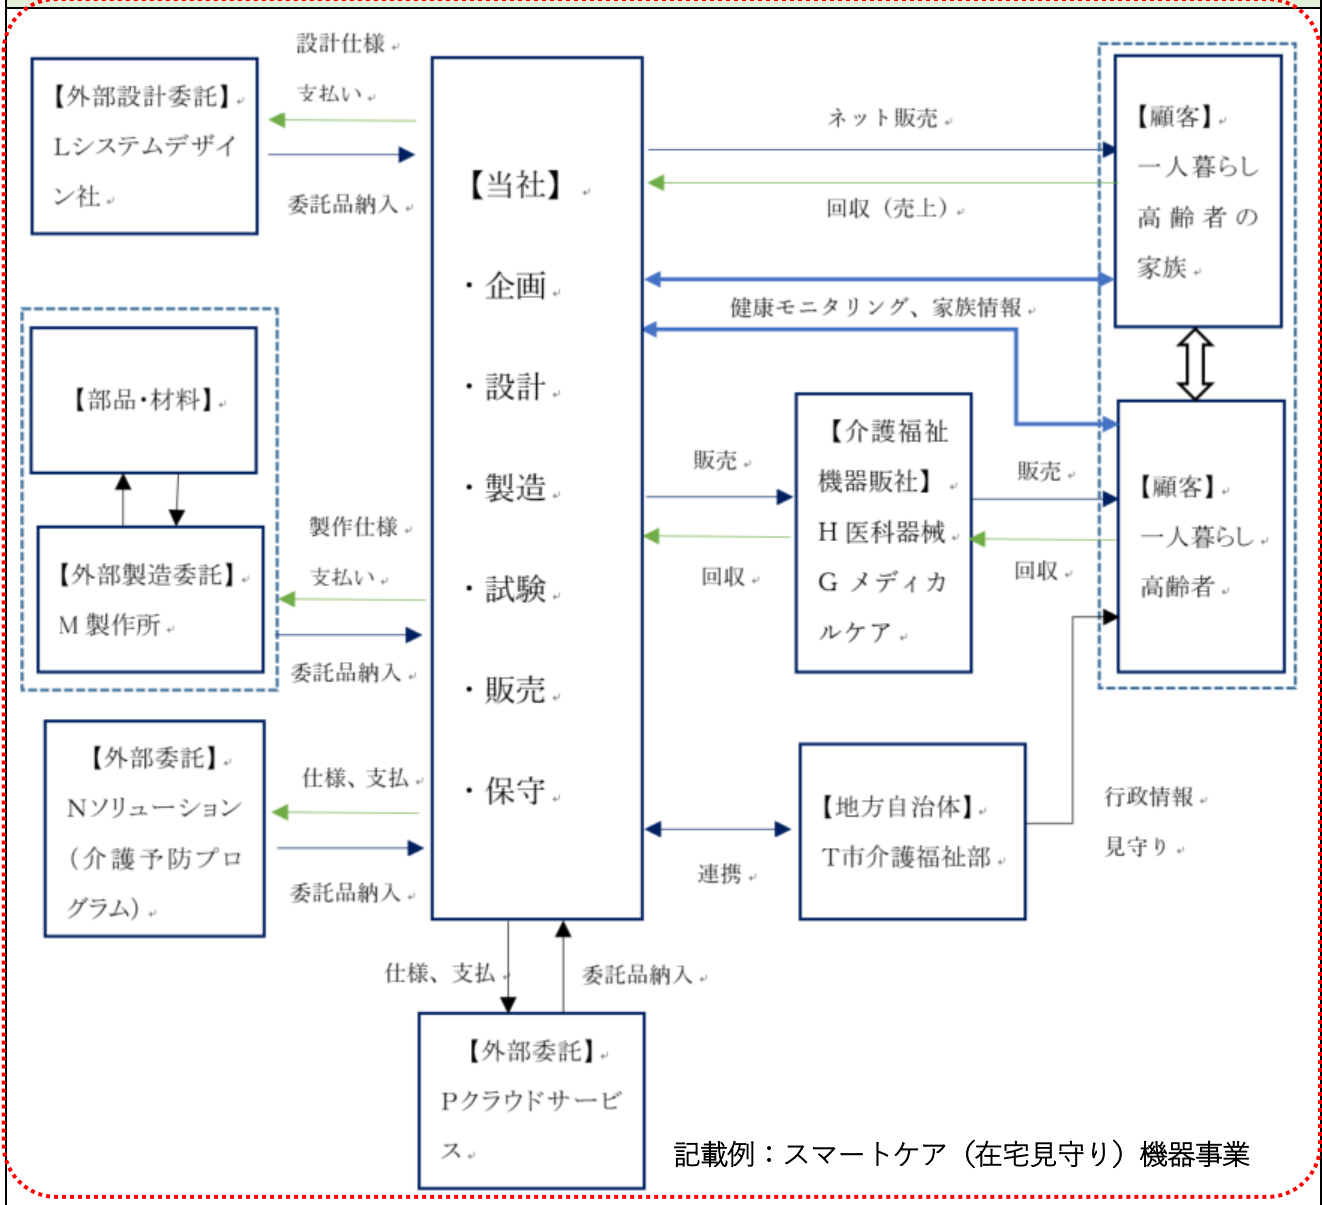 設計仕様
支払い
【外部設計委託】
Lシステムデザイ
ン社
委託品納入
【部品・材料】
【外部製造委託】
M 製作所
製作仕様
支払い
委託品納入
【外部委託】
Nソリューション
（介護予防プロ
グラム）
仕様、支払
委託品納入
【当社】
・企画
・設計
・製造
・試験
・販売
・保守
仕様、支払
委託品納入
【外部委託】
Pクラウドサービ
ス
ネット販売
回収（売上）
健康モニタリング、家族情報
販売
回収
【介護福祉
機器販社】
H 医科器械
G メディカ
ルケア
販売
回収
【顧客】
一人暮らし
高齢者の
家族
【顧客】
一人暮らし
高齢者
連携
【地方自治体】
T市介護福祉部
行政情報
見守り
記載例：スマートケア（在宅見守り）機器事業